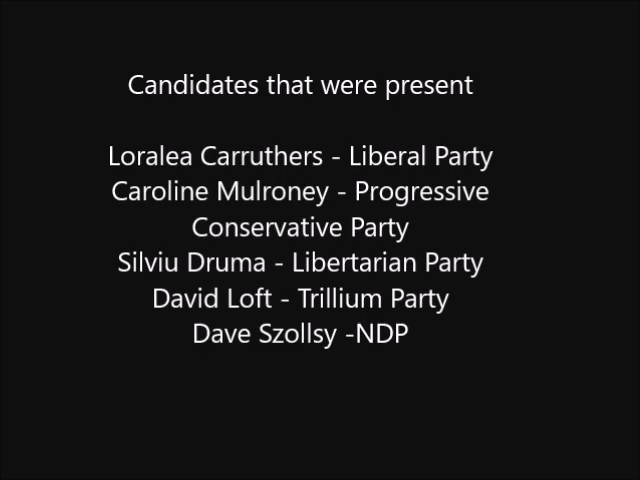 Candidates that were present
Loralea Carruthers - Liberal Party
Caroline Mulroney - Progressive
Conservative Party
Silviu Druma - Libertarian Party
David Loft - Trillium Party
Dave Szollsy -NDP